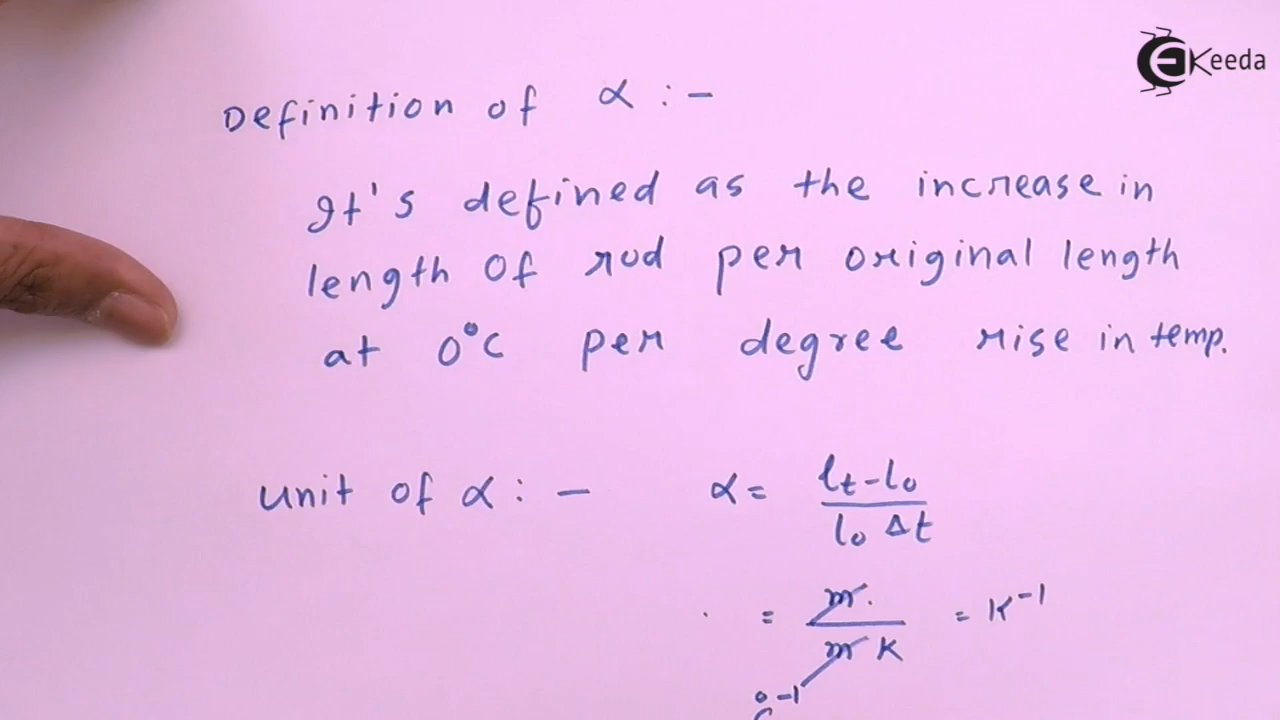 Keeda
Definition of α :-
It's defined as the increase in
length of rod per original length
at 0°C per degree rise in temp.
unit of α : - α = lt-l0
l0 Δt
= m. = K-1
m K
°C-1